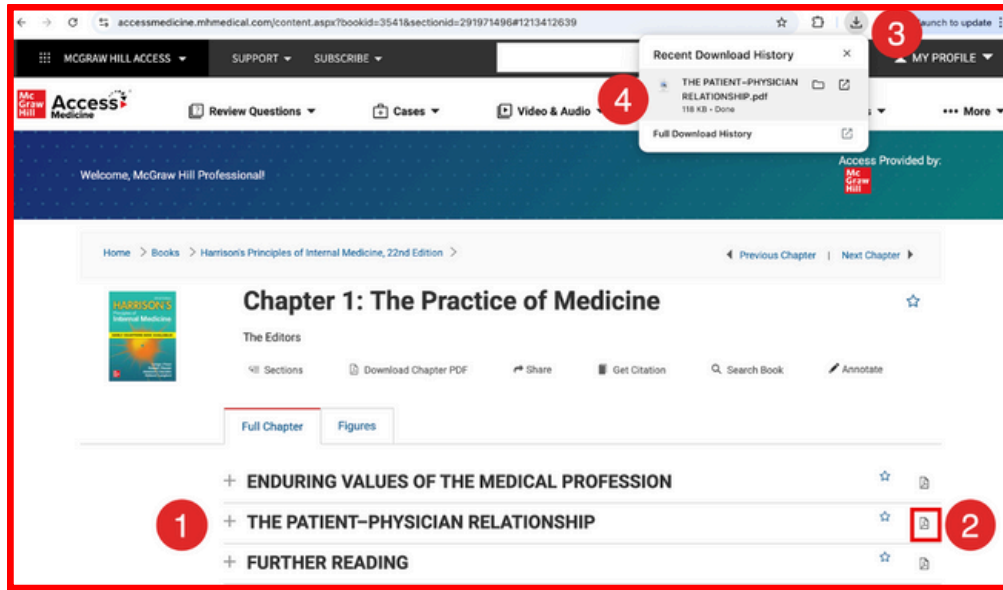 accessmedicine.mhmedical.com/content.aspx?bookid=3541&sectionid=291971496#1213412639
launch to update
3
MCGRAW HILL ACCESS
SUPPORT
SUBSCRIBE
MY PROFILE
Recent Download History
THE PATIENT–PHYSICIAN
RELATIONSHIP.pdf
118 KB • Done
4
Full Download History
Mc
Graw
Hill
Access
Medicine
Review Questions
Cases
Video & Audio
More
Welcome, McGraw Hill Professional!
Access Provided by:
Mc
Graw
Hill
Home > Books > Harrison's Principles of Internal Medicine, 22nd Edition >
Previous Chapter | Next Chapter
HARRISON'S
Internal Medicine
Chapter 1: The Practice of Medicine
The Editors
Sections
Download Chapter PDF
Share
Get Citation
Search Book
Annotate
Full Chapter
Figures
+ ENDURING VALUES OF THE MEDICAL PROFESSION
1
+ THE PATIENT–PHYSICIAN RELATIONSHIP
2
+ FURTHER READING